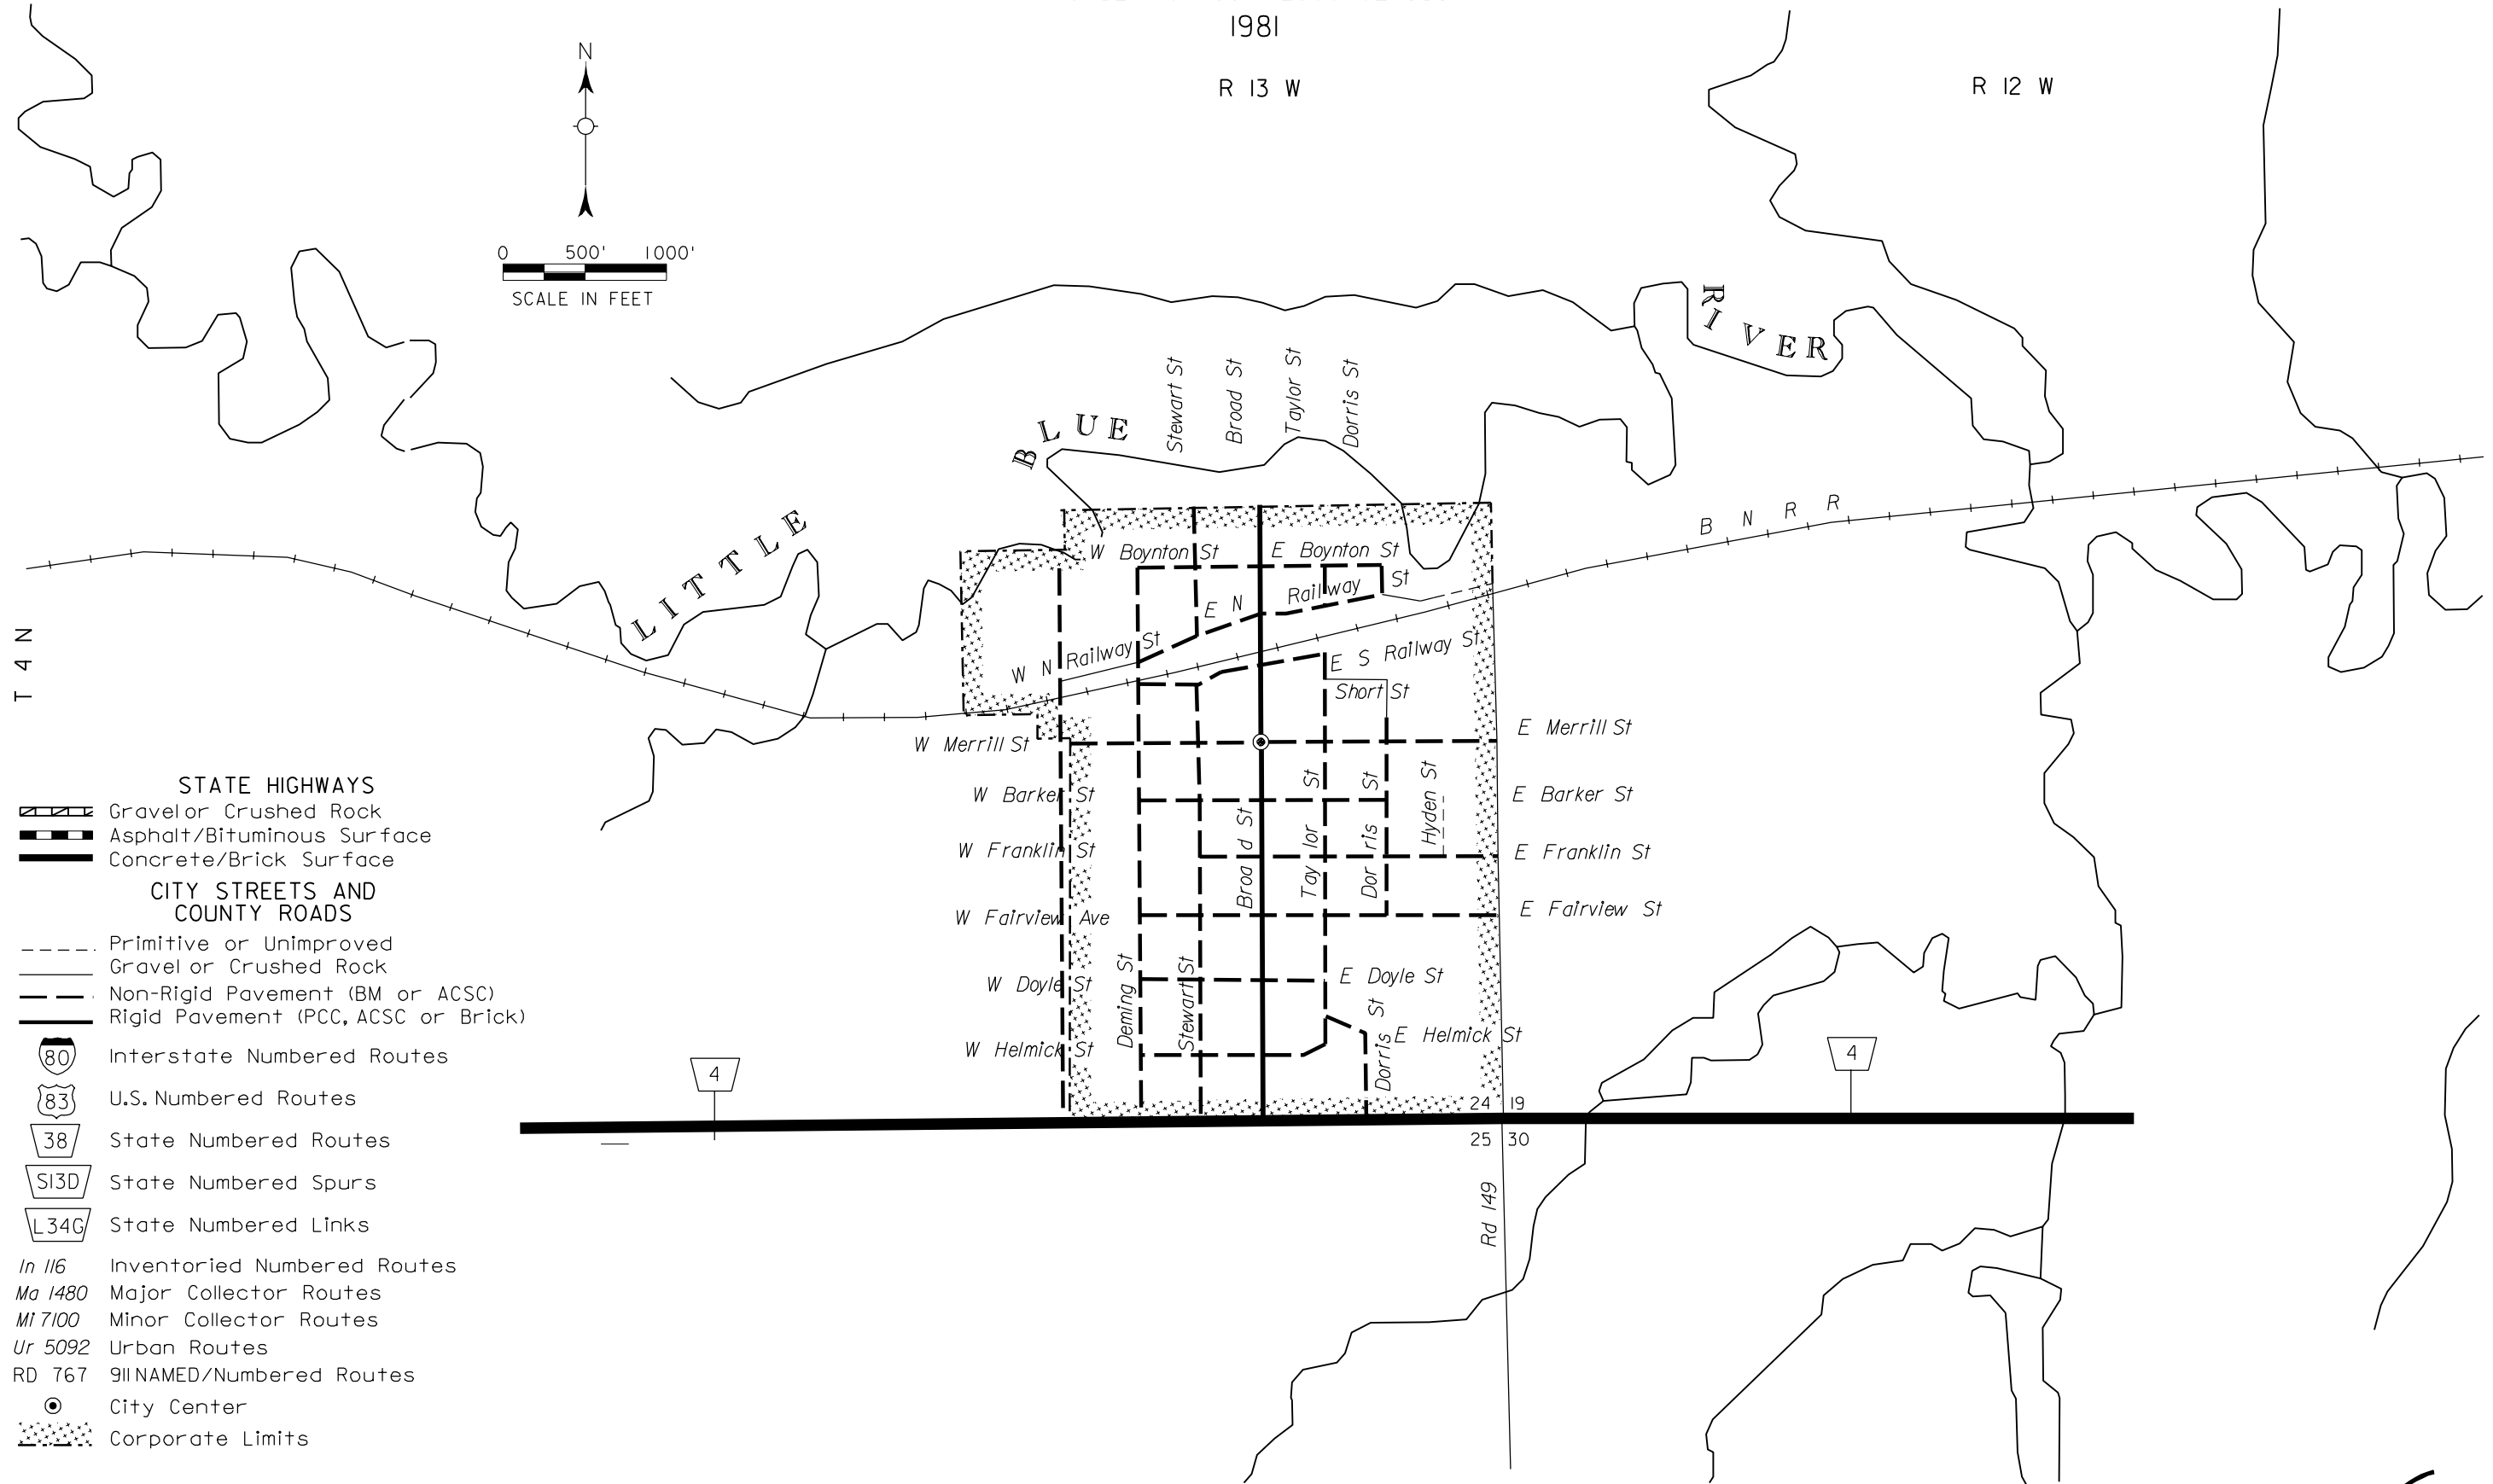 1981
N
R 13 W
R 12 W
0 500' 1000'
SCALE IN FEET
RIVER
Stewart St
Broad St
Taylor St
Dorris St
BLUE
LITTLE
B N R R
W Boynton St
E Boynton St
E N Railway St
W N Railway St
E S Railway St
Short St
T 4 N
W Merrill St
E Merrill St
W Barker St
E Barker St
W Franklin St
E Franklin St
W Fairview Ave
E Fairview St
W Doyle St
E Doyle St
W Helmick St
E Helmick St
Broad St
Taylor St
Dorris St
Hyden St
Deming St
Stewart St
Dorris St
4
4
24 19
25 30
Rd 149
STATE HIGHWAYS
Gravel or Crushed Rock
Asphalt/Bituminous Surface
Concrete/Brick Surface
CITY STREETS AND
COUNTY ROADS
Primitive or Unimproved
Gravel or Crushed Rock
Non-Rigid Pavement (BM or ACSC)
Rigid Pavement (PCC, ACSC or Brick)
80 Interstate Numbered Routes
83 U.S. Numbered Routes
38 State Numbered Routes
S13D State Numbered Spurs
L34G State Numbered Links
In 116 Inventoried Numbered Routes
Ma 1480 Major Collector Routes
Mi 7100 Minor Collector Routes
Ur 5092 Urban Routes
RD 767 911 NAMED/Numbered Routes
City Center
Corporate Limits